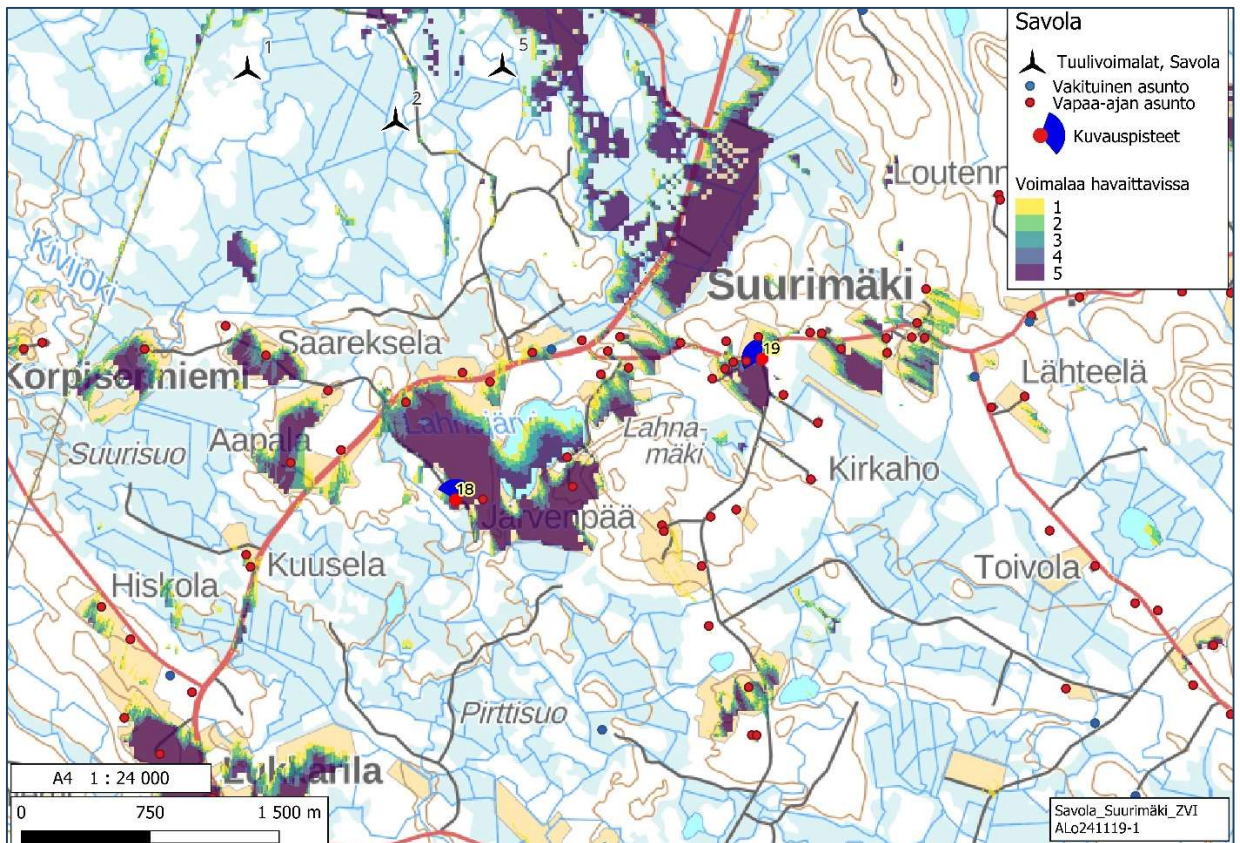 1
5
2
Savola
Tuulivoimalat, Savola
Vakituinen asunto
Vapaa-ajan asunto
Kuvauspisteet
Voimalaa havaittavissa
1
2
3
4
5
Loutenn
Kivijoki
Suurimäki
Saareksela
19
Korpisenniemi
Lähteelä
Lahnajärvi
Lahna-
mäki
Aapala
Suurisuo
Kirkaho
18
Järvenpää
Kuusela
Toivola
Hiskola
Pirttisuo
Lukkarila
A4 1 : 24 000
0 750 1 500 m
Savola_Suurimäki_ZVI
ALo241119-1